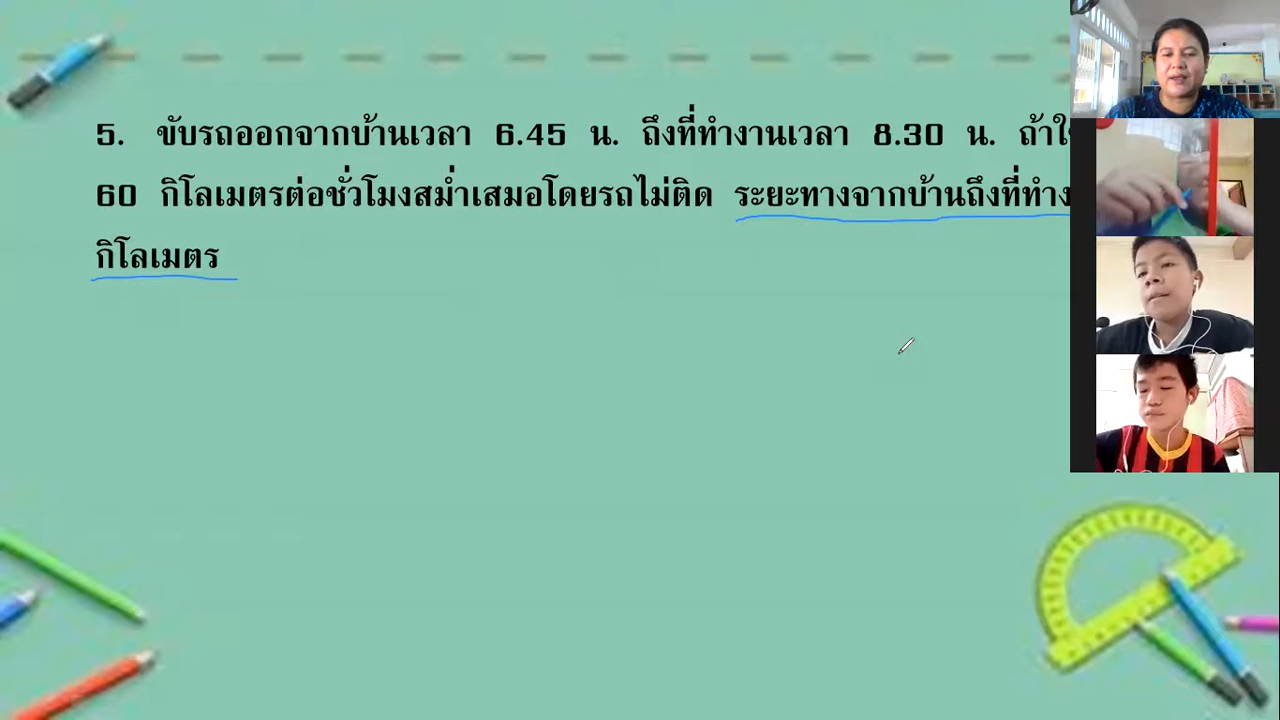 5. ขับรถออกจากบ้านเวลา 6.45 น. ถึงที่ทำงานเวลา 8.30 น. ถ้า
60 กิโลเมตรต่อชั่วโมงสม่ำเสมอโดยรถไม่ติด ระยะทางจากบ้านถึงที่
กิโลเมตร